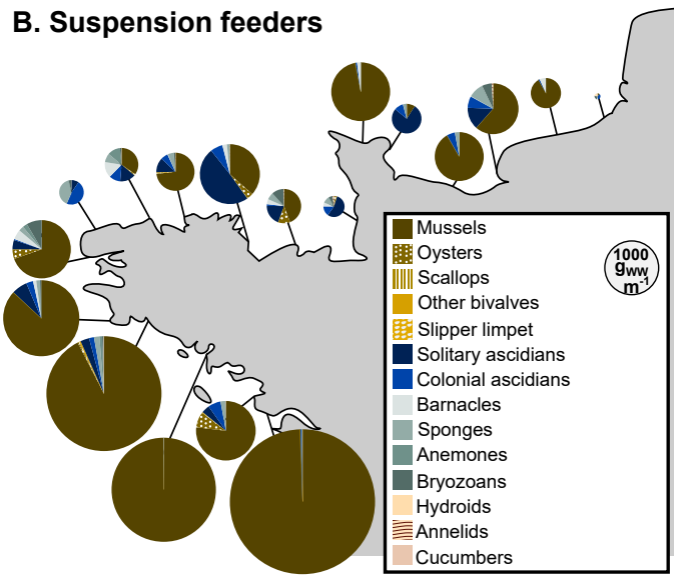 B. Suspension feeders
Mussels
Oysters
Scallops
Other bivalves
Slipper limpet
Solitary ascidians
Colonial ascidians
Barnacles
Sponges
Anemones
Bryozoans
Hydroids
Annelids
Cucumbers
1000
gww
m-1